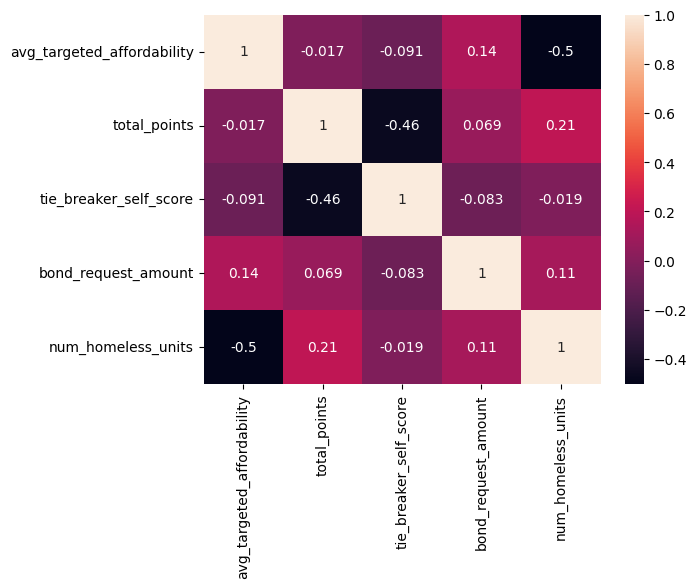 avg_targeted_affordability 1 -0.017 -0.091 0.14 -0.5
total_points -0.017 1 -0.46 0.069 0.21
tie_breaker_self_score -0.091 -0.46 1 -0.083 -0.019
bond_request_amount 0.14 0.069 -0.083 1 0.11
num_homeless_units -0.5 0.21 -0.019 0.11 1
avg_targeted_affordability
total_points
tie_breaker_self_score
bond_request_amount
num_homeless_units
1.0
0.8
0.6
0.4
0.2
0.0
−0.2
−0.4